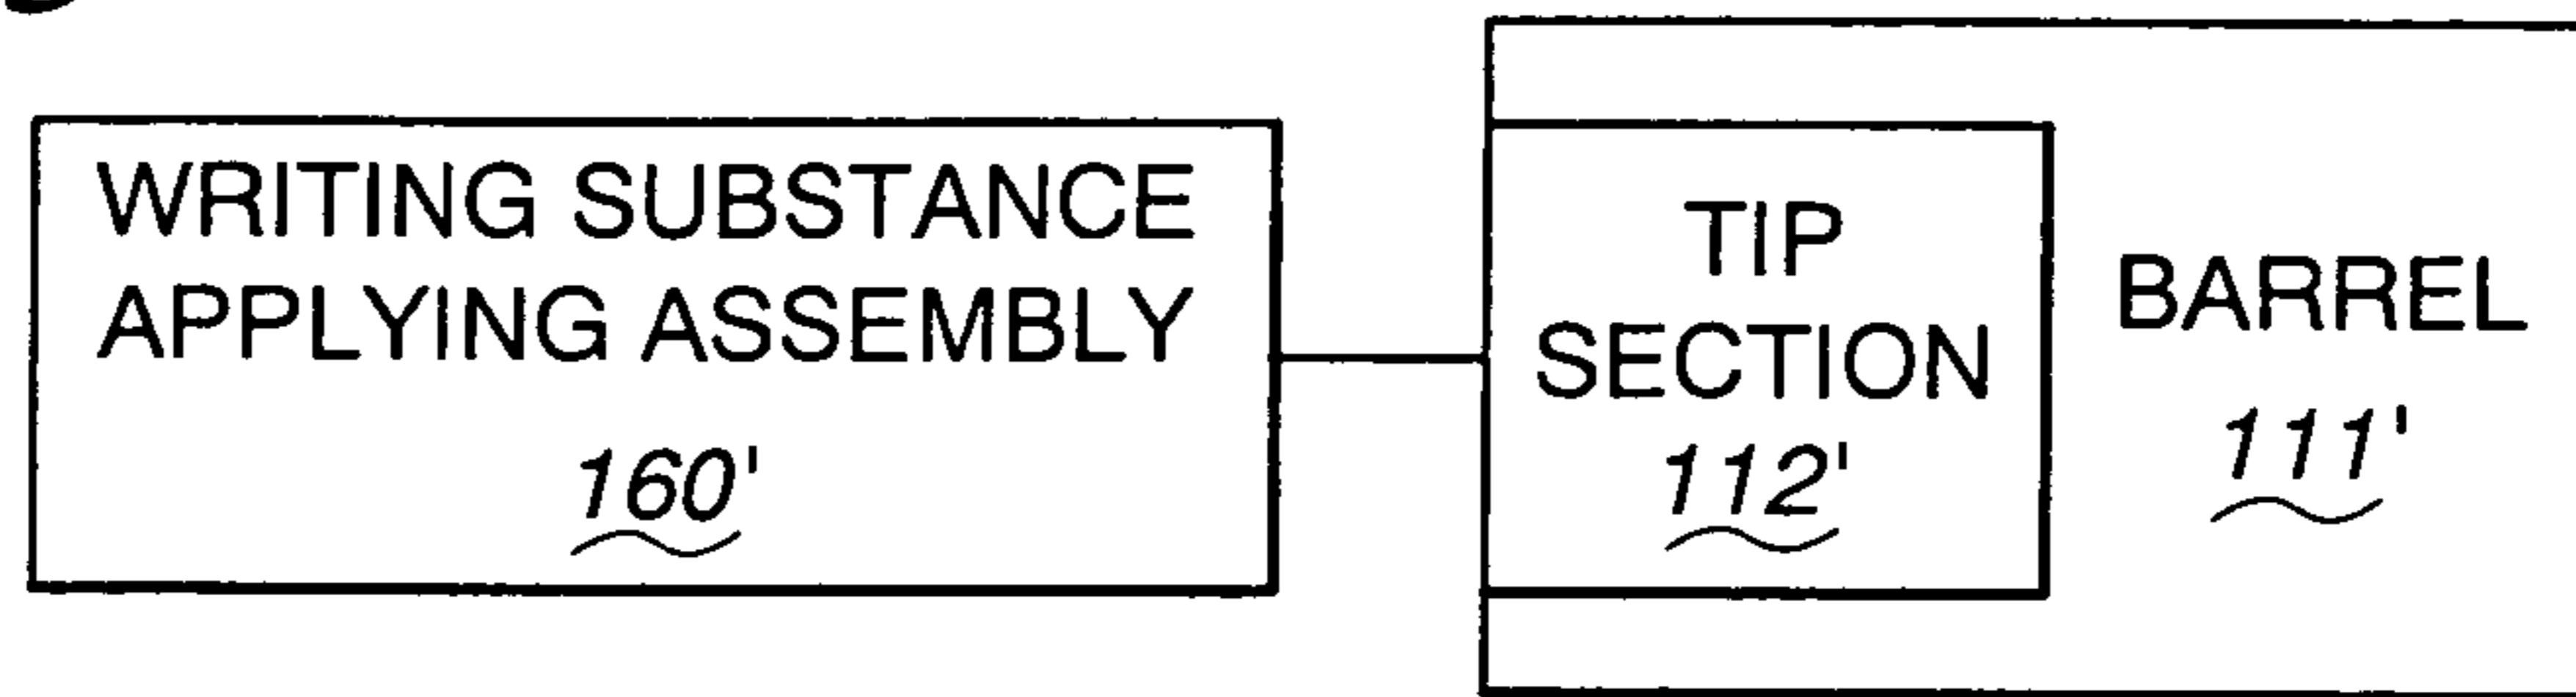 WRITING SUBSTANCE
APPLYING ASSEMBLY
160'
TIP
SECTION
112'
BARREL
111'